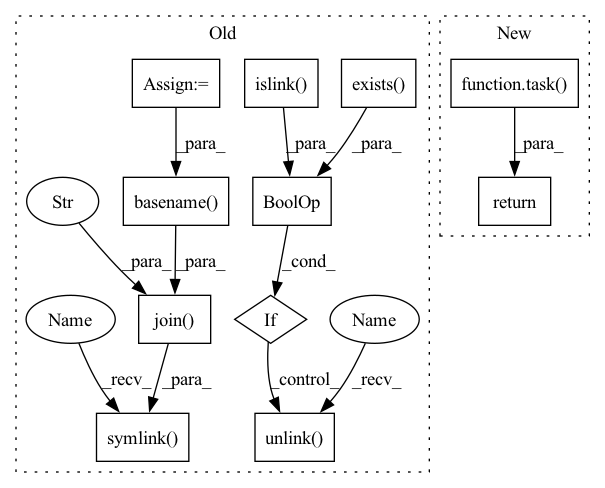 Old
New
Assign:=
islink()
exists()
function.task()
_para_
_para_
_para_
_para_
Str
basename()
BoolOp
return
_para_
_para_
_cond_
Name
join()
If
Name
_recv_
_para_
_control_
_recv_
symlink()
unlink()